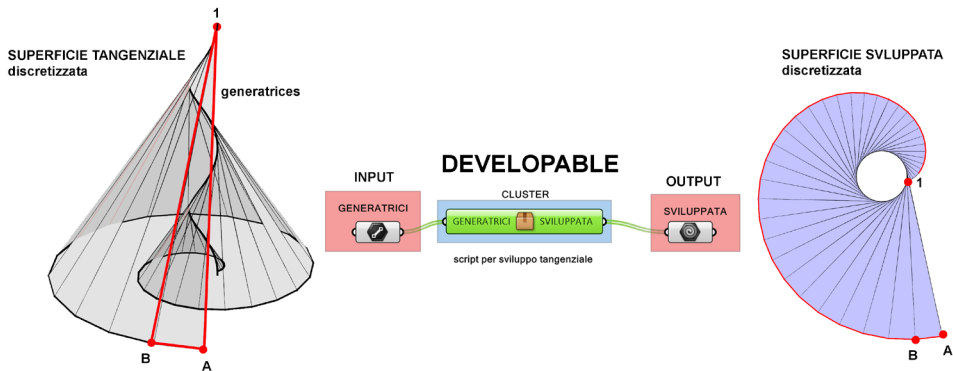 1
SUPERFICIE TANGENZIALE
discretizzata
generatrices
B
A
DEVELOPABLE
INPUT
GENERATRICI
CLUSTER
GENERATRICI SVILUPPATA
script per sviluppo tangenziale
OUTPUT
SVILUPPATA
SUPERFICIE SVLUPPATA
discretizzata
1
B
A